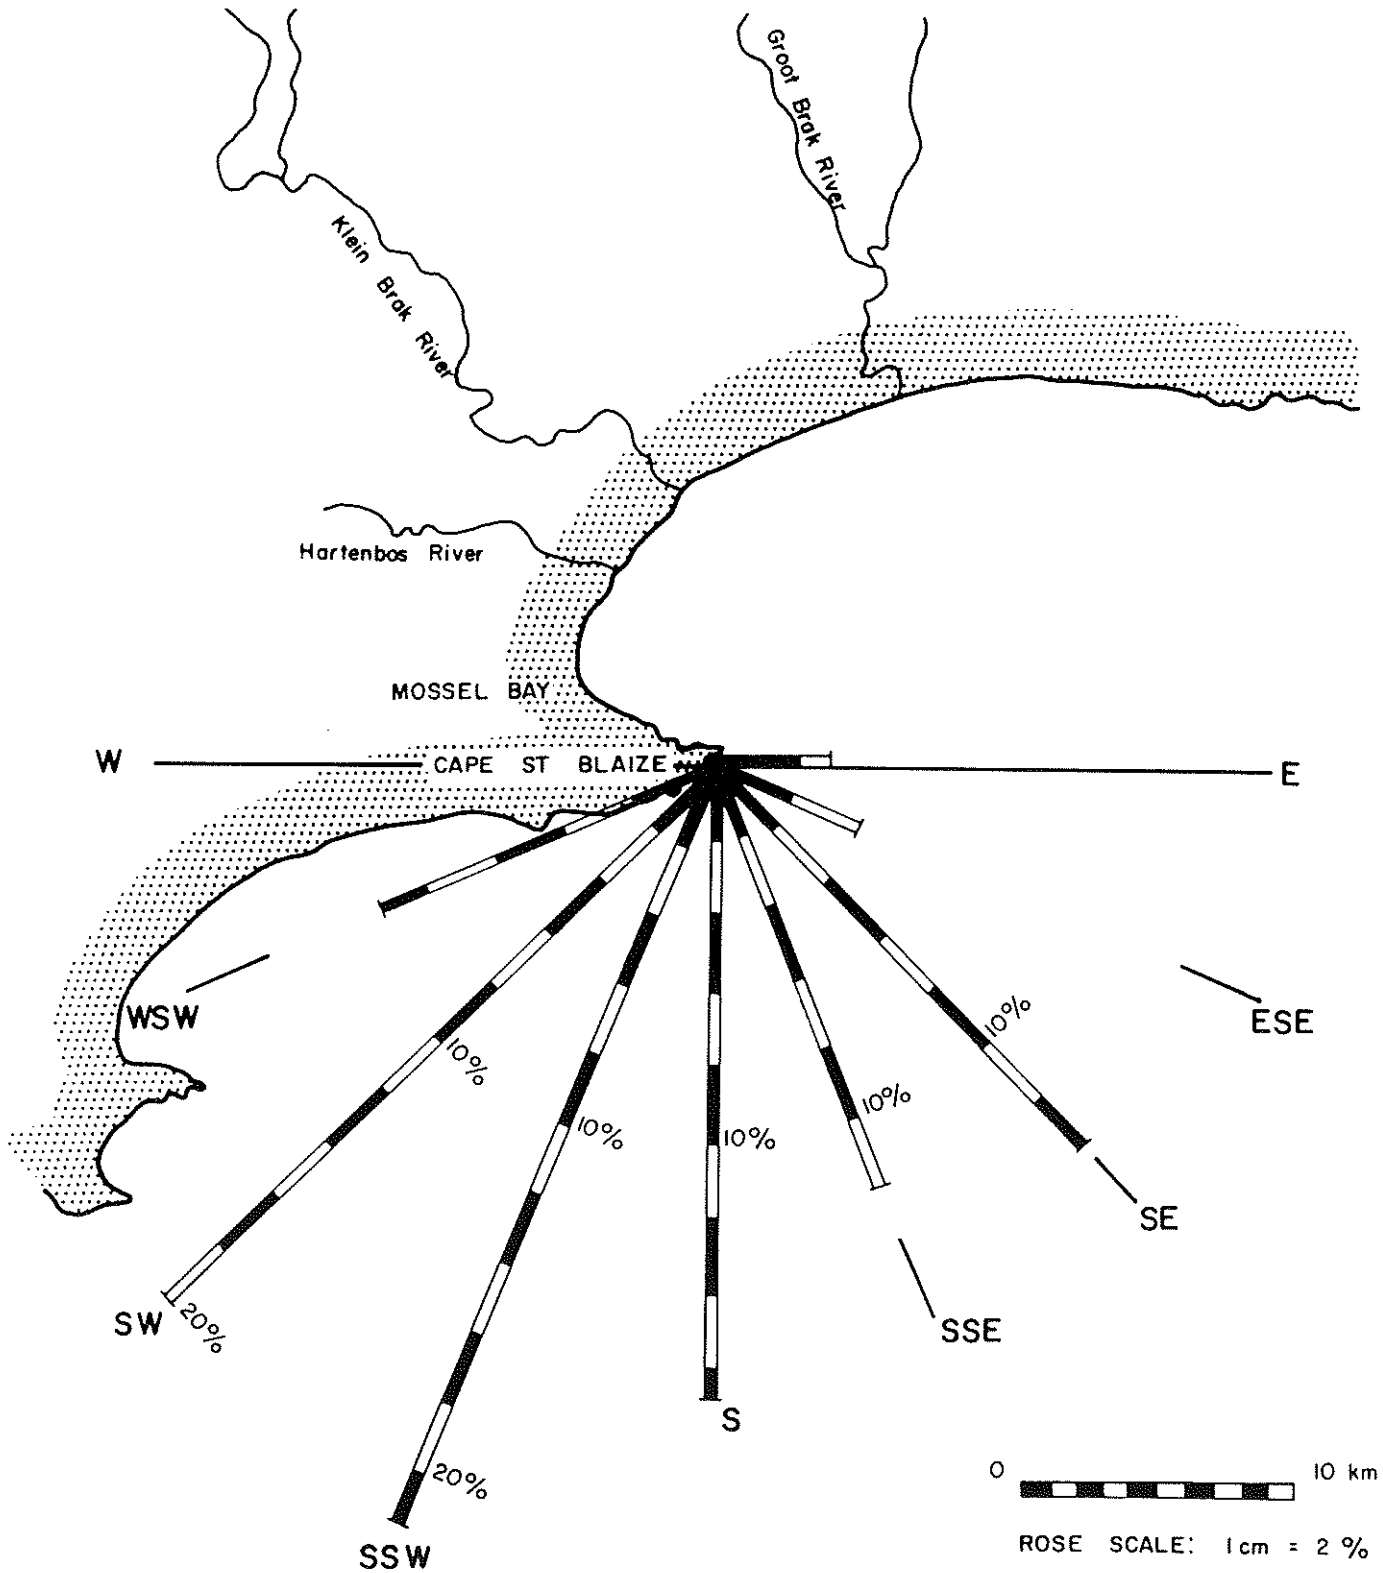 Groot Brak River
Klein Brak River
Hartenbos River
MOSSEL BAY
W
CAPE ST BLAIZE
E
WSW
10%
10%
ESE
10%
10%
10%
SE
SW
20%
SSE
S
20%
SSW
0 10 km
ROSE SCALE: 1cm = 2 %